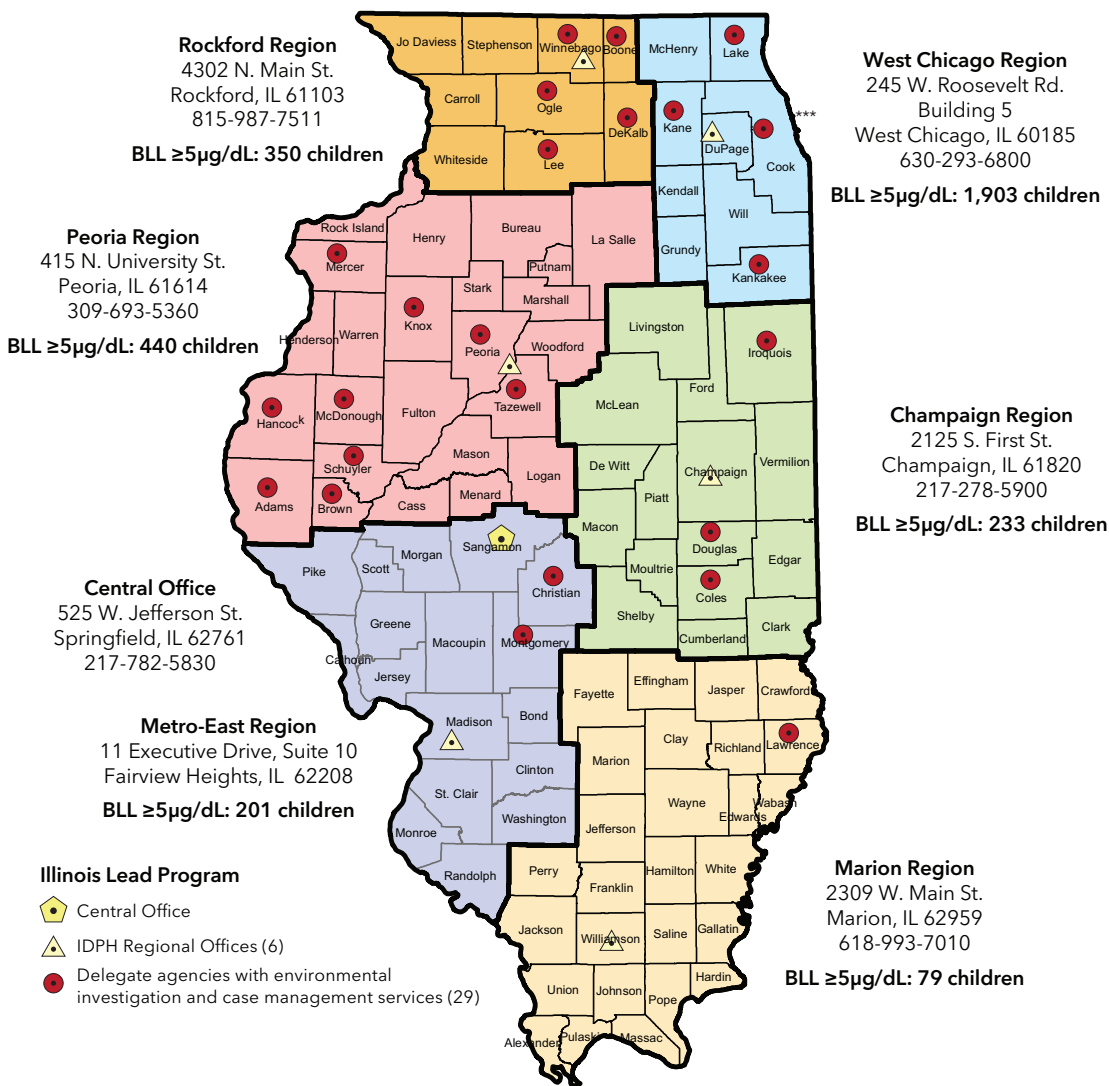 Rockford Region
4302 N. Main St.
Rockford, IL 61103
815-987-7511
BLL ≥5µg/dL: 350 children
West Chicago Region
245 W. Roosevelt Rd.
Building 5
West Chicago, IL 60185
630-293-6800
BLL ≥5µg/dL: 1,903 children
Peoria Region
415 N. University St.
Peoria, IL 61614
309-693-5360
BLL ≥5µg/dL: 440 children
Champaign Region
2125 S. First St.
Champaign, IL 61820
217-278-5900
BLL ≥5µg/dL: 233 children
Central Office
525 W. Jefferson St.
Springfield, IL 62761
217-782-5830
Metro-East Region
11 Executive Drive, Suite 10
Fairview Heights, IL 62208
BLL ≥5µg/dL: 201 children
Marion Region
2309 W. Main St.
Marion, IL 62959
618-993-7010
BLL ≥5µg/dL: 79 children
Illinois Lead Program
Central Office
IDPH Regional Offices (6)
Delegate agencies with environmental
investigation and case management services (29)
Jo Daviess
Stephenson
Winnebago
Boone
Carroll
Ogle
DeKalb
Whiteside
Lee
McHenry
Lake
Kane
DuPage
Cook
***
Kendall
Will
Grundy
Kankakee
Rock Island
Henry
Bureau
La Salle
Mercer
Putnam
Stark
Marshall
Knox
Henderson
Warren
Peoria
Woodford
Hancock
McDonough
Fulton
Tazewell
Schuyler
Mason
Logan
Adams
Brown
Cass
Menard
Livingston
Iroquois
Ford
McLean
De Witt
Champaign
Vermilion
Piatt
Macon
Douglas
Edgar
Moultrie
Coles
Shelby
Cumberland
Clark
Pike
Scott
Morgan
Sangamon
Christian
Greene
Macoupin
Montgomery
Calhoun
Jersey
Madison
Bond
Clinton
St. Clair
Washington
Monroe
Randolph
Fayette
Effingham
Jasper
Crawford
Clay
Richland
Lawrence
Marion
Wayne
Edwards
Wabash
Jefferson
Perry
Franklin
Hamilton
White
Jackson
Williamson
Saline
Gallatin
Union
Johnson
Pope
Hardin
Alexander
Pulaski
Massac